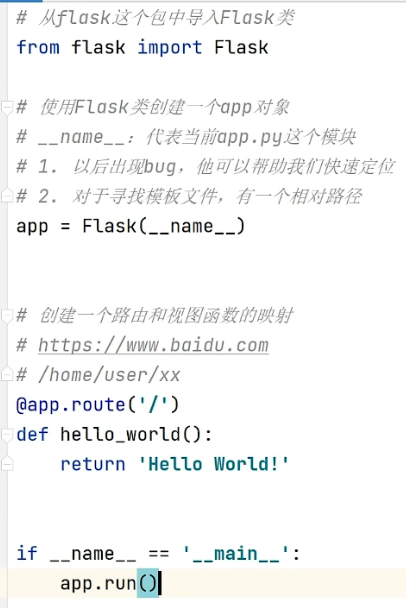 # 从flask这个包中导入Flask类
from flask import Flask
# 使用Flask类创建一个app对象
# __name__：代表当前app.py这个模块
# 1. 以后出现bug，他可以帮助我们快速定位
# 2. 对于寻找模板文件，有一个相对路径
app = Flask(__name__)
# 创建一个路由和视图函数的映射
# https://www.baidu.com
# /home/user/xx
@app.route('/')
def hello_world():
    return 'Hello World!'
if __name__ == '__main__':
    app.run()